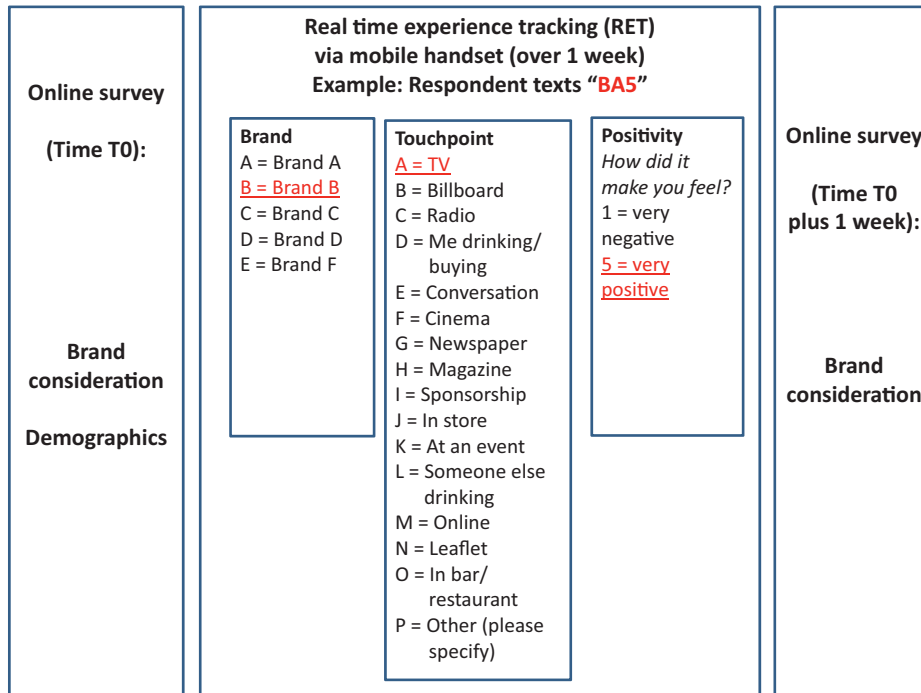 Online survey
(Time T0):
Brand
consideration
Demographics
Real time experience tracking (RET)
via mobile handset (over 1 week)
Example: Respondent texts “BA5”
Brand
A = Brand A
B = Brand B
C = Brand C
D = Brand D
E = Brand F
Touchpoint
A = TV
B = Billboard
C = Radio
D = Me drinking/
buying
E = Conversation
F = Cinema
G = Newspaper
H = Magazine
I = Sponsorship
J = In store
K = At an event
L = Someone else
drinking
M = Online
N = Leaflet
O = In bar/
restaurant
P = Other (please
specify)
Positivity
How did it
make you feel?
1 = very
negative
5 = very
positive
Online survey
(Time T0
plus 1 week):
Brand
consideration